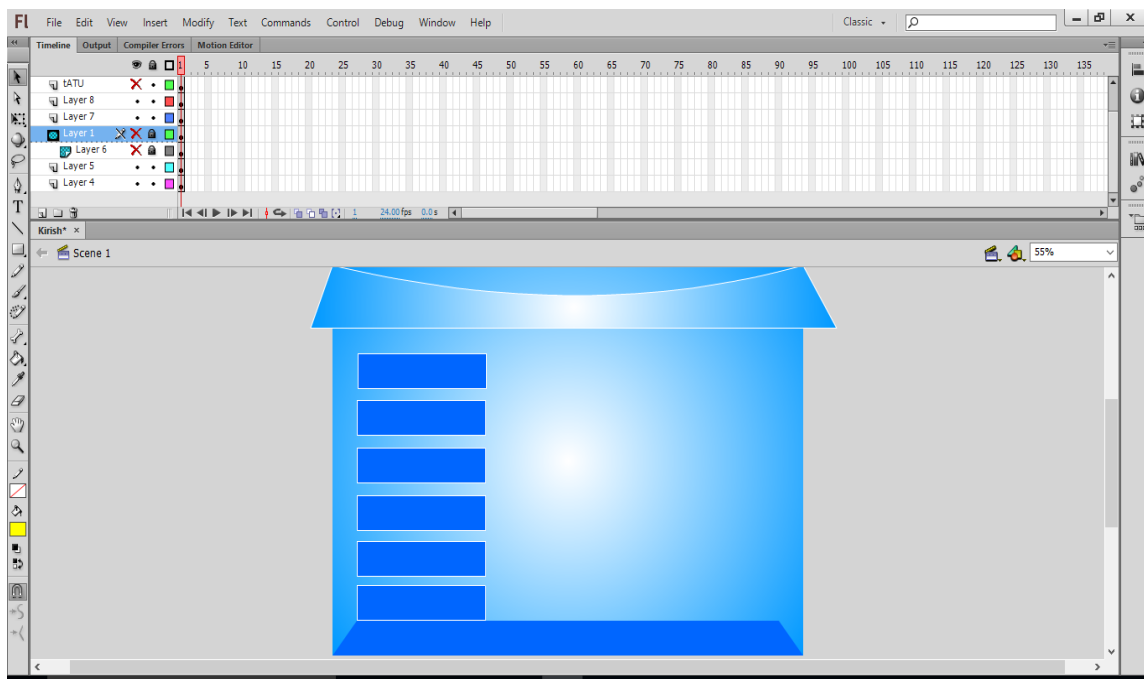 Fl File Edit View Insert Modify Text Commands Control Debug Window Help Classic
Timeline Output Compiler Errors Motion Editor
1 5 10 15 20 25 30 35 40 45 50 55 60 65 70 75 80 85 90 95 100 105 110 115 120 125 130 135
tATU
Layer 8
Layer 7
Layer 1
Layer 6
Layer 5
Layer 4
1 24.00 fps 0.0 s
Kirish* ×
Scene 1 55%